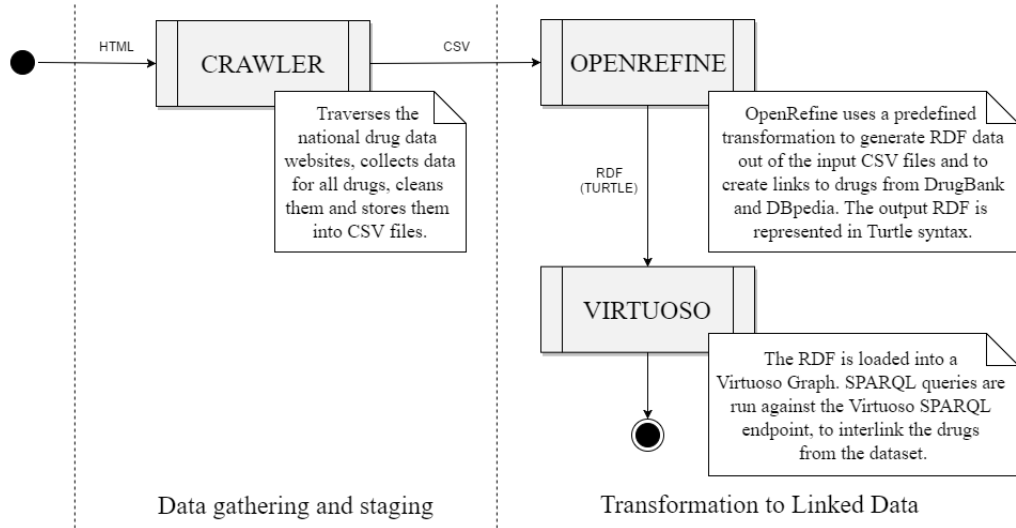 HTML
CRAWLER
Traverses the
national drug data
websites, collects data
for all drugs, cleans
them and stores them
into CSV files.
CSV
OPENREFINE
OpenRefine uses a predefined
transformation to generate RDF data
out of the input CSV files and to
create links to drugs from DrugBank
and DBpedia. The output RDF is
represented in Turtle syntax.
RDF
(TURTLE)
VIRTUOSO
The RDF is loaded into a
Virtuoso Graph. SPARQL queries are
run against the Virtuoso SPARQL
endpoint, to interlink the drugs
from the dataset.
Data gathering and staging
Transformation to Linked Data